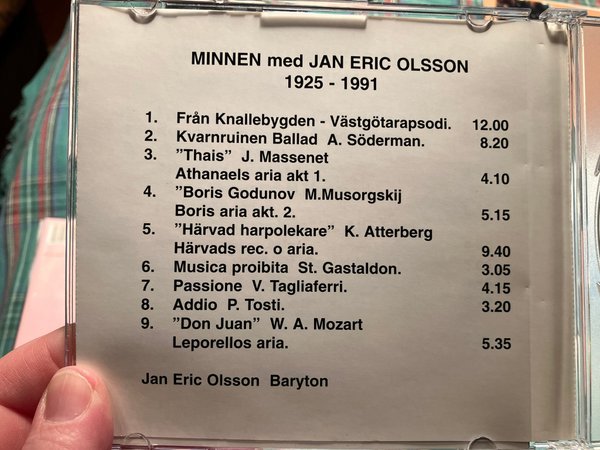 MINNEN med JAN ERIC OLSSON
1925 - 1991
1. Från Knallebygden - Västgötarapsodi. 12.00
2. Kvarnruinen Ballad A. Söderman. 8.20
3. ”Thais” J. Massenet
Athanaels aria akt 1. 4.10
4. ”Boris Godunov M.Musorgskij
Boris aria akt. 2. 5.15
5. ”Härvad harpolekare” K. Atterberg
Härvads rec. o aria. 9.40
6. Musica proibita St. Gastaldon. 3.05
7. Passione V. Tagliaferri. 4.15
8. Addio P. Tosti. 3.20
9. ”Don Juan” W. A. Mozart
Leporellos aria. 5.35
Jan Eric Olsson Baryton